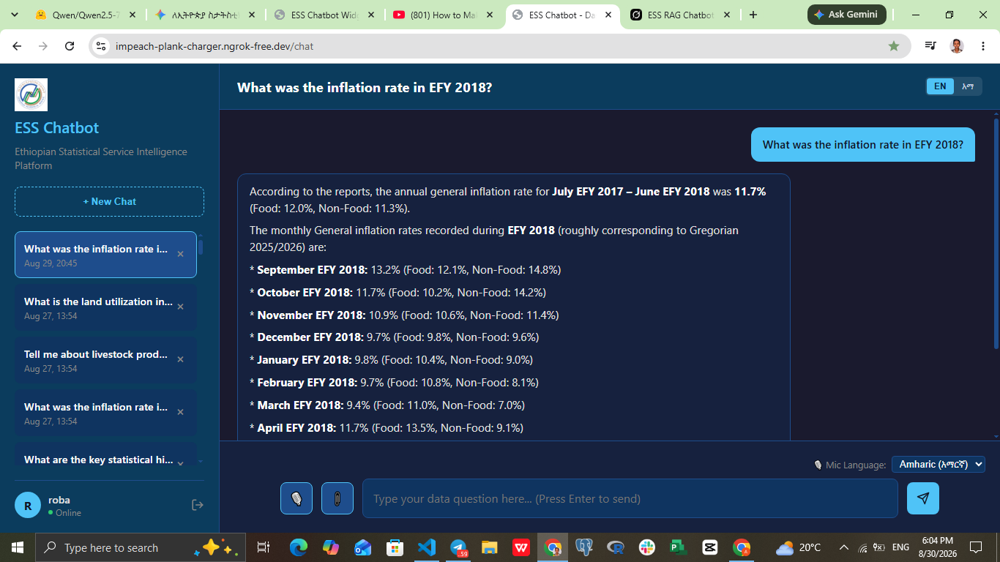 Qwen/Qwen2.5-7
ለኢትዮጵያ ስታትስቲ
ESS Chatbot Wid
(801) How to Mal
ESS Chatbot - Da
ESS RAG Chatbot
Ask Gemini
impeach-plank-charger.ngrok-free.dev/chat
ESS Chatbot
Ethiopian Statistical Service Intelligence
Platform
+ New Chat
What was the inflation rate i...
Aug 29, 20:45
What is the land utilization in...
Aug 27, 13:54
Tell me about livestock prod...
Aug 27, 13:54
What was the inflation rate i...
Aug 27, 13:54
What are the key statistical hi...
R
roba
Online
What was the inflation rate in EFY 2018?
EN አማ
What was the inflation rate in EFY 2018?
According to the reports, the annual general inflation rate for July EFY 2017 – June EFY 2018 was 11.7%
(Food: 12.0%, Non-Food: 11.3%).
The monthly General inflation rates recorded during EFY 2018 (roughly corresponding to Gregorian
2025/2026) are:
* September EFY 2018: 13.2% (Food: 12.1%, Non-Food: 14.8%)
* October EFY 2018: 11.7% (Food: 10.2%, Non-Food: 14.2%)
* November EFY 2018: 10.9% (Food: 10.6%, Non-Food: 11.4%)
* December EFY 2018: 9.7% (Food: 9.8%, Non-Food: 9.6%)
* January EFY 2018: 9.8% (Food: 10.4%, Non-Food: 9.0%)
* February EFY 2018: 9.7% (Food: 10.8%, Non-Food: 8.1%)
* March EFY 2018: 9.4% (Food: 11.0%, Non-Food: 7.0%)
* April EFY 2018: 11.7% (Food: 13.5%, Non-Food: 9.1%)
Mic Language: Amharic (አማርኛ)
Type your data question here... (Press Enter to send)
Type here to search
59
20°C
ENG
6:04 PM
8/30/2026